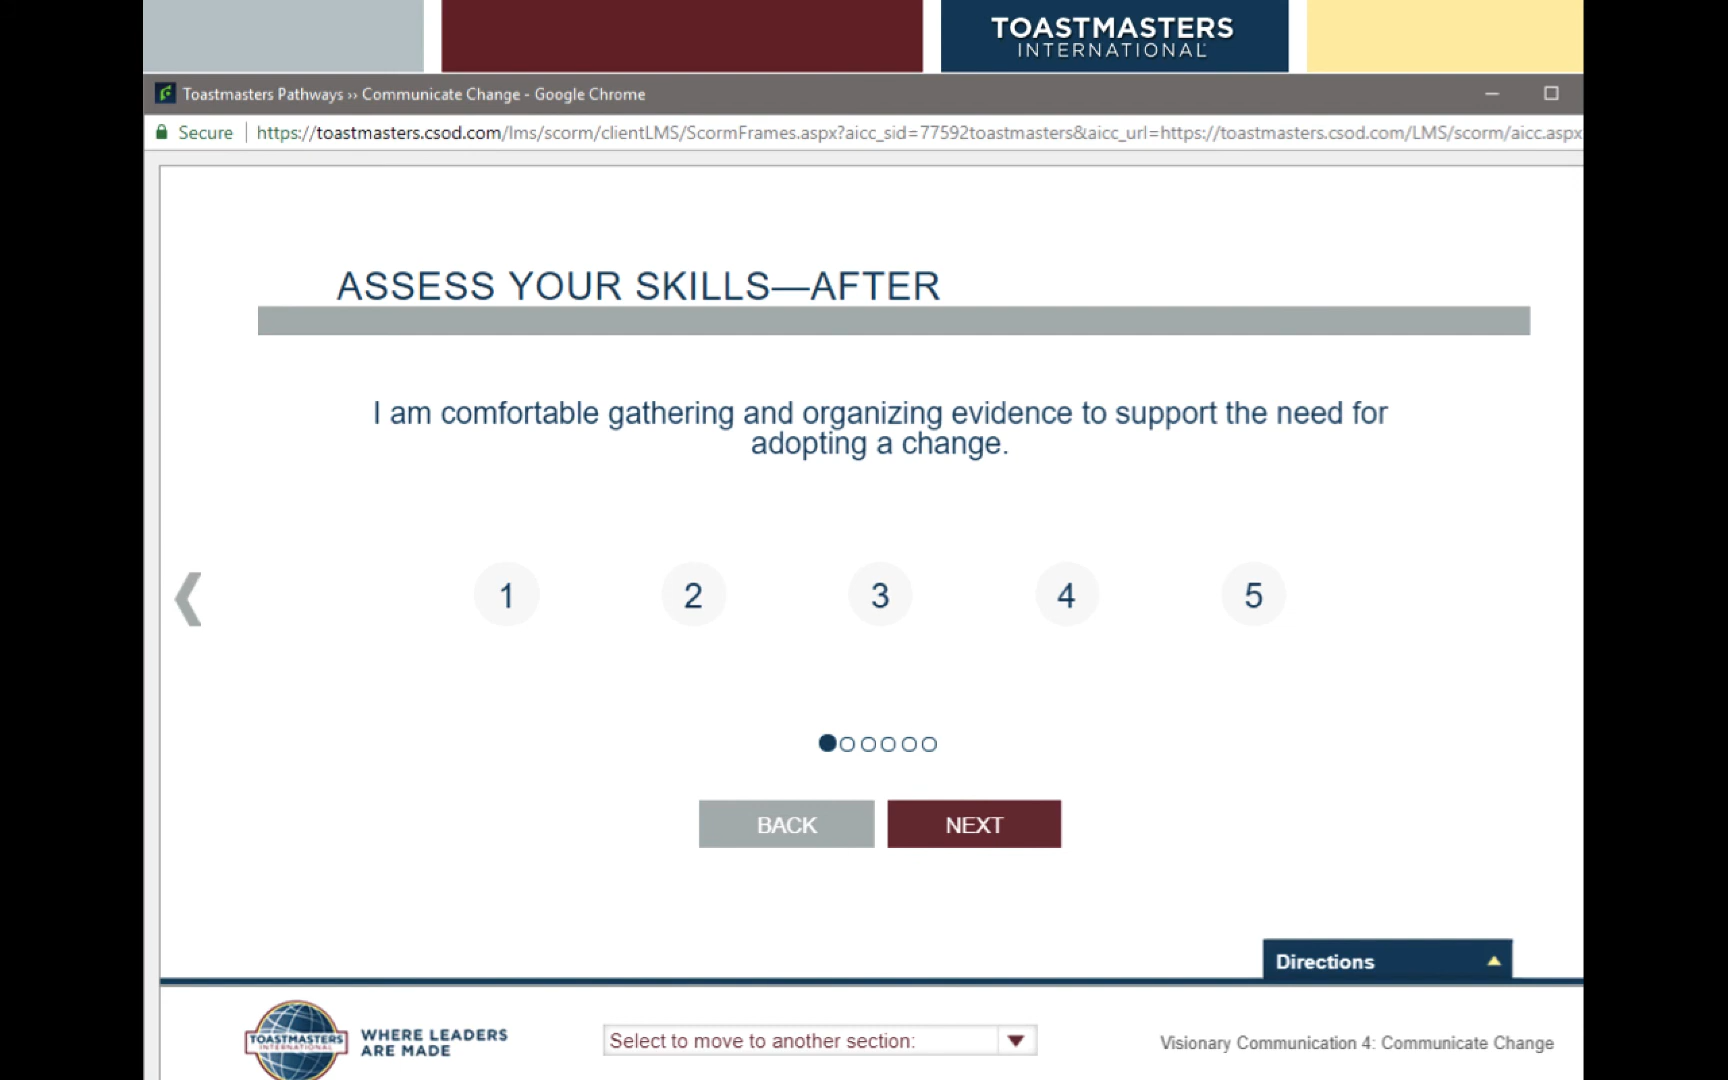 TOASTMASTERS
INTERNATIONAL
Toastmasters Pathways ›› Communicate Change - Google Chrome
Secure
https://toastmasters.csod.com/lms/scorm/clientLMS/ScormFrames.aspx?aicc_sid=77592toastmasters&aicc_url=https://toastmasters.csod.com/LMS/scorm/aicc.aspx
ASSESS YOUR SKILLS—AFTER
I am comfortable gathering and organizing evidence to support the need for
adopting a change.
1 2 3 4 5
BACK NEXT
Directions
TOASTMASTERS
INTERNATIONAL
WHERE LEADERS
ARE MADE
Select to move to another section:
Visionary Communication 4: Communicate Change